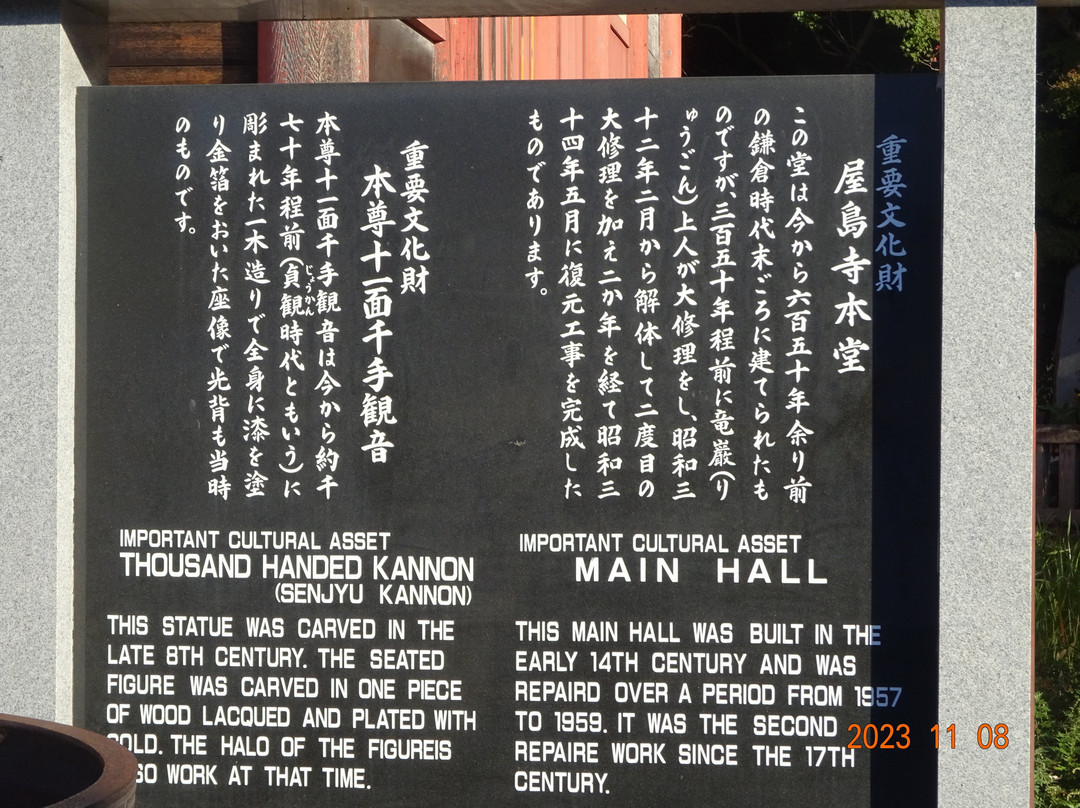 重要文化財
屋島寺本堂
この堂は今から六百五十年余り前
の鎌倉時代末ごろに建てられたも
のですが、三百五十年程前に竜巌(り
ゅうごん)上人が大修理をし、昭和三
十二年二月から解体して二度目の
大修理を加え二か年を経て昭和三
十四年五月に復元工事を完成した
ものであります。
重要文化財
本尊十一面千手観音
本尊十一面千手観音は今から約千
じょうかん
七十年程前(貞観時代ともいう)に
彫まれた一木造りで全身に漆を塗
り金箔をおいた座像で光背も当時
のものです。
IMPORTANT CULTURAL ASSET
THOUSAND HANDED KANNON
(SENJYU KANNON)
THIS STATUE WAS CARVED IN THE
LATE 8TH CENTURY. THE SEATED
FIGURE WAS CARVED IN ONE PIECE
OF WOOD LACQUED AND PLATED WITH
GOLD. THE HALO OF THE FIGUREIS
SO WORK AT THAT TIME.
IMPORTANT CULTURAL ASSET
MAIN HALL
THIS MAIN HALL WAS BUILT IN THE
EARLY 14TH CENTURY AND WAS
REPAIRD OVER A PERIOD FROM 1957
TO 1959. IT WAS THE SECOND
REPAIRE WORK SINCE THE 17TH
CENTURY.
2023 11 08